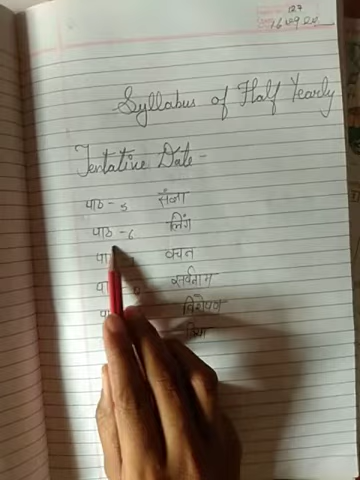 127
Syllabus of Half Yearly
Tentative Date -
पाठ - 5 संज्ञा
पाठ - 6 लिंग
वचन
सर्वनाम
विशेषण